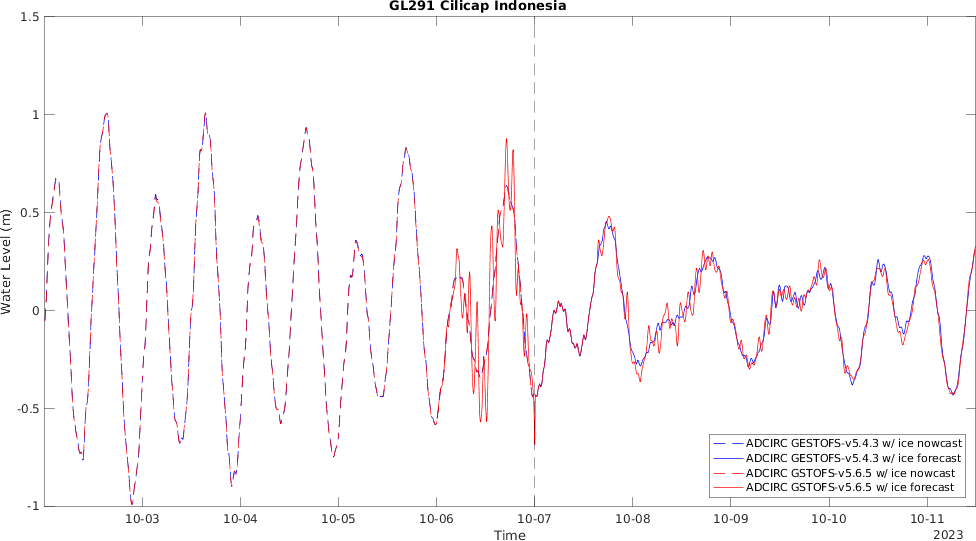 GL291 Cilicap Indonesia
1.5
1
0.5
0
-0.5
-1
Water Level (m)
10-03
10-04
10-05
10-06
10-07
10-08
10-09
10-10
10-11
Time
2023
ADCIRC GESTOFS-v5.4.3 w/ ice nowcast
ADCIRC GESTOFS-v5.4.3 w/ ice forecast
ADCIRC GSTOFS-v5.6.5 w/ ice nowcast
ADCIRC GSTOFS-v5.6.5 w/ ice forecast